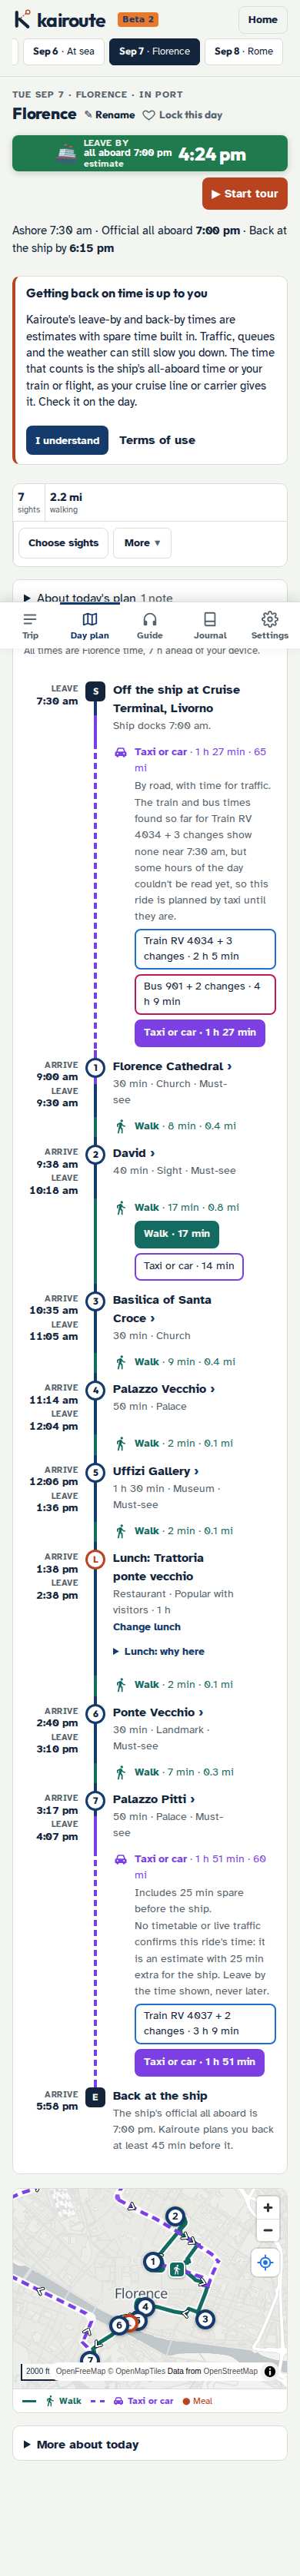 kairoute
Beta 2
Home
Sep 6 · At sea
Sep 7 · Florence
Sep 8 · Rome
TUE SEP 7 · FLORENCE · IN PORT
Florence
✎ Rename
Lock this day
LEAVE BY
all aboard 7:00 pm
estimate
4:24 pm
▶ Start tour
Ashore 7:30 am · Official all aboard 7:00 pm · Back at
the ship by 6:15 pm
Getting back on time is up to you
Kairoute's leave-by and back-by times are
estimates with spare time built in. Traffic, queues
and the weather can still slow you down. The time
that counts is the ship's all-aboard time or your
train or flight, as your cruise line or carrier gives
it. Check it on the day.
I understand
Terms of use
7
sights
2.2 mi
walking
Choose sights
More ▾
▶ About today's plan 1 note
Trip
Day plan
Guide
Journal
Settings
All times are Florence time, 7 h ahead of your device.
LEAVE
7:30 am
S
Off the ship at Cruise
Terminal, Livorno
Ship docks 7:00 am.
Taxi or car · 1 h 27 min · 65
mi
By road, with time for traffic.
The train and bus times
found so far for Train RV
4034 + 3 changes show
none near 7:30 am, but
some hours of the day
couldn't be read yet, so this
ride is planned by taxi until
they are.
Train RV 4034 + 3
changes · 2 h 5 min
Bus 901 + 2 changes · 4
h 9 min
Taxi or car · 1 h 27 min
ARRIVE
9:00 am
LEAVE
9:30 am
1
Florence Cathedral ›
30 min · Church · Must-
see
Walk · 8 min · 0.4 mi
ARRIVE
9:38 am
LEAVE
10:18 am
2
David ›
40 min · Sight · Must-see
Walk · 17 min · 0.8 mi
Walk · 17 min
Taxi or car · 14 min
ARRIVE
10:35 am
LEAVE
11:05 am
3
Basilica of Santa
Croce ›
30 min · Church
Walk · 9 min · 0.4 mi
ARRIVE
11:14 am
LEAVE
12:04 pm
4
Palazzo Vecchio ›
50 min · Palace
Walk · 2 min · 0.1 mi
ARRIVE
12:06 pm
LEAVE
1:36 pm
5
Uffizi Gallery ›
1 h 30 min · Museum ·
Must-see
Walk · 2 min · 0.1 mi
ARRIVE
1:38 pm
LEAVE
2:38 pm
L
Lunch: Trattoria
ponte vecchio
Restaurant · Popular with
visitors · 1 h
Change lunch
▶ Lunch: why here
Walk · 2 min · 0.1 mi
ARRIVE
2:40 pm
LEAVE
3:10 pm
6
Ponte Vecchio ›
30 min · Landmark ·
Must-see
Walk · 7 min · 0.3 mi
ARRIVE
3:17 pm
LEAVE
4:07 pm
7
Palazzo Pitti ›
50 min · Palace · Must-
see
Taxi or car · 1 h 51 min · 60
mi
Includes 25 min spare
before the ship.
No timetable or live traffic
confirms this ride's time: it
is an estimate with 25 min
extra for the ship. Leave by
the time shown, never later.
Train RV 4037 + 2
changes · 3 h 9 min
Taxi or car · 1 h 51 min
ARRIVE
5:58 pm
E
Back at the ship
The ship's official all aboard is
7:00 pm. Kairoute plans you back
at least 45 min before it.
2
1
Florence
4
6
3
7
+
−
2000 ft
OpenFreeMap © OpenMapTiles Data from OpenStreetMap
Walk
Taxi or car
Meal
▶ More about today